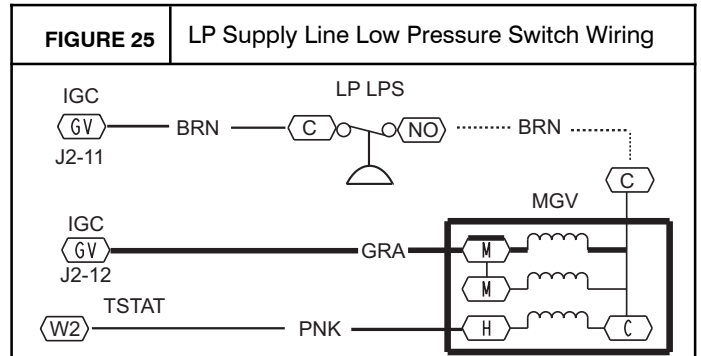 FIGURE 25
LP Supply Line Low Pressure Switch Wiring
IGC
LP LPS
GV
BRN
C
NO
BRN
J2-11
C
MGV
IGC
GV
GRA
M
J2-12
M
TSTAT
W2
PNK
H
C